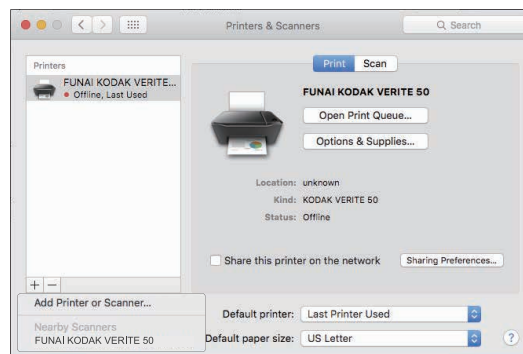 Printers & Scanners
Search
Printers
FUNAI KODAK VERITE...
Offline, Last Used
Print Scan
FUNAI KODAK VERITE 50
Open Print Queue...
Options & Supplies...
Location: unknown
Kind: KODAK VERITE 50
Status: Offline
Share this printer on the network
Sharing Preferences...
+ −
Add Printer or Scanner...
Nearby Scanners
FUNAI KODAK VERITE 50
Default printer: Last Printer Used
Default paper size: US Letter
?